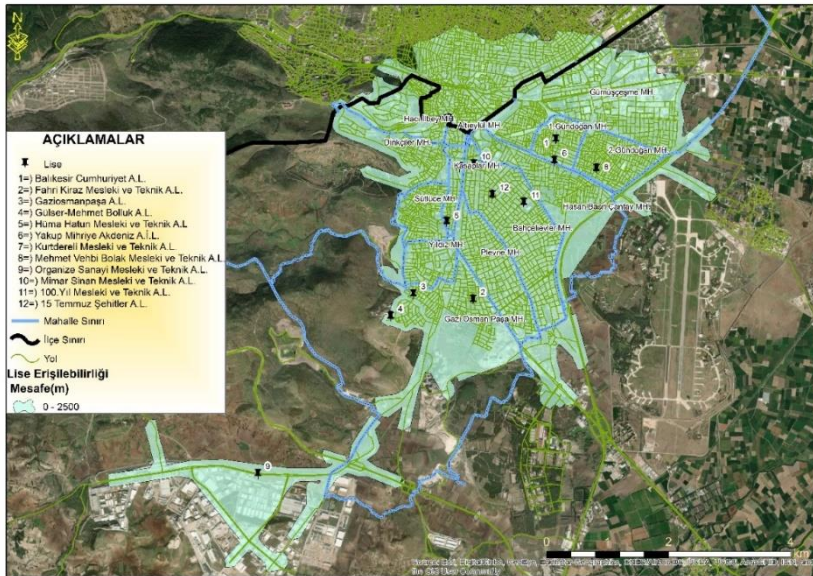 N
AÇIKLAMALAR
Lise
1=) Balıkesir Cumhuriyet A.L.
2=) Fahri Kiraz Mesleki ve Teknik A.L.
3=) Gaziosmanpaşa A.L.
4=) Gülser-Mehmet Bolluk A.L.
5=) Hüma Hatun Mesleki ve Teknik A.L
6=) Yakup Mihriye Akdeniz A.İ.L.
7=) Kurtdereli Mesleki ve Teknik A.L.
8=) Mehmet Vehbi Bolak Mesleki ve Teknik A.L.
9=) Organize Sanayi Mesleki ve Teknik A.L.
10=) Mimar Sinan Mesleki ve Teknik A.L.
11=) 100.Yıl Mesleki ve Teknik A.L.
12=) 15 Temmuz Şehitler A.L.
Mahalle Sınırı
İlçe Sınırı
Yol
Lise Erişilebilirliği
Mesafe(m)
0 - 2500
Gümüşçeşme MH.
Hacıilbey MH.
Altıeylül MH.
1.Gündoğan MH.
Dinkçiler MH.
1
6
2.Gündoğan MH.
10
Kasaplar MH.
8
12
11
Sütlüce MH.
Hasan Basri Çantay MH.
5
Bahçelievler MH.
Yıldız MH.
Plevne MH.
3
2
4
Gazi Osman Paşa MH.
9
0 1 2 4
km